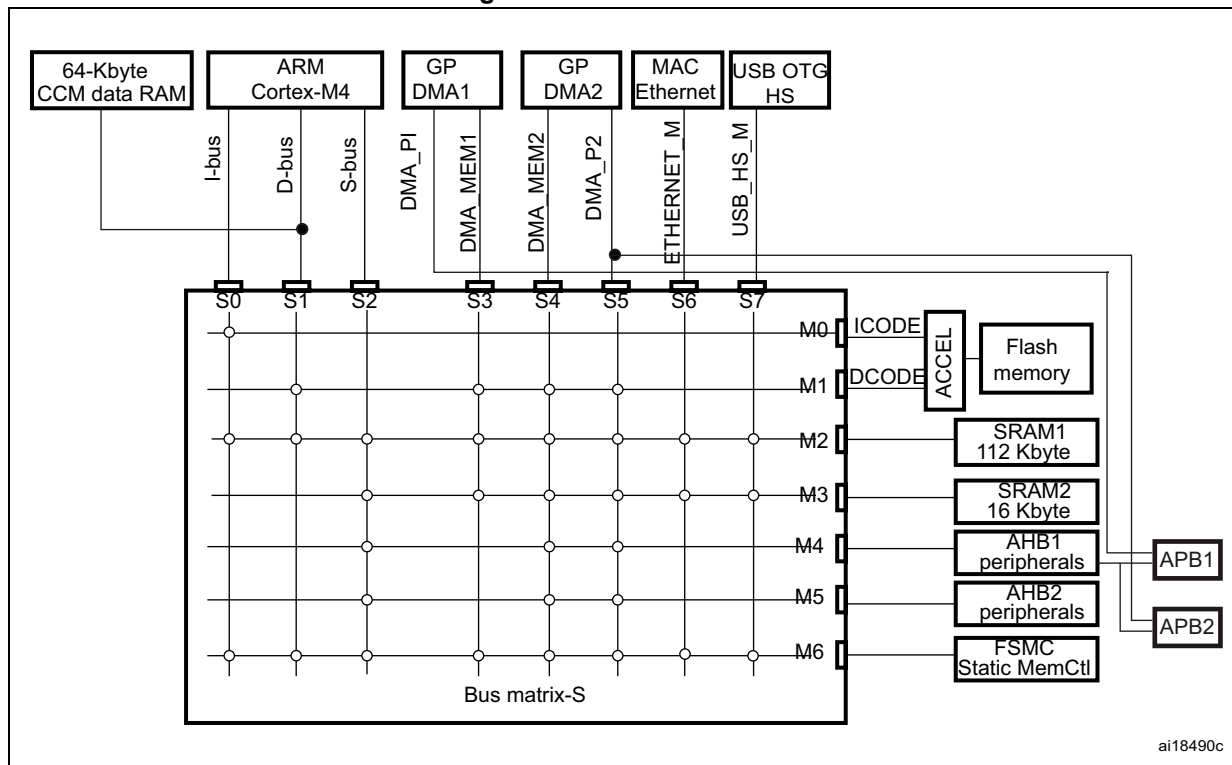 64-Kbyte
CCM data RAM
ARM
Cortex-M4
GP
DMA1
GP
DMA2
MAC
Ethernet
USB OTG
HS
I-bus
D-bus
S-bus
DMA_PI
DMA_MEM1
DMA_MEM2
DMA_P2
ETHERNET_M
USB_HS_M
S0 S1 S2 S3 S4 S5 S6 S7
M0 ICODE
M1 DCODE
ACCEL
Flash
memory
M2
SRAM1
112 Kbyte
M3
SRAM2
16 Kbyte
M4
AHB1
peripherals
APB1
M5
AHB2
peripherals
APB2
M6
FSMC
Static MemCtl
Bus matrix-S
ai18490c